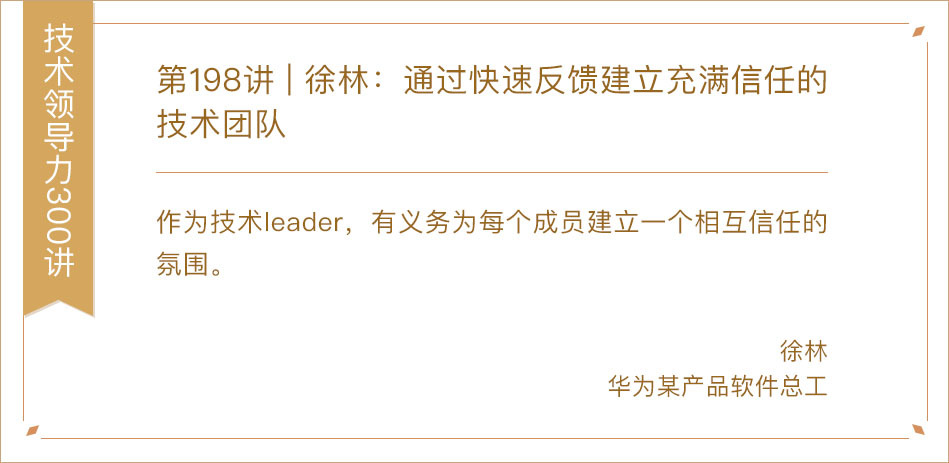 技术领导力300讲
第198讲 | 徐林：通过快速反馈建立充满信任的
技术团队
作为技术leader，有义务为每个成员建立一个相互信任的
氛围。
徐林
华为某产品软件总工